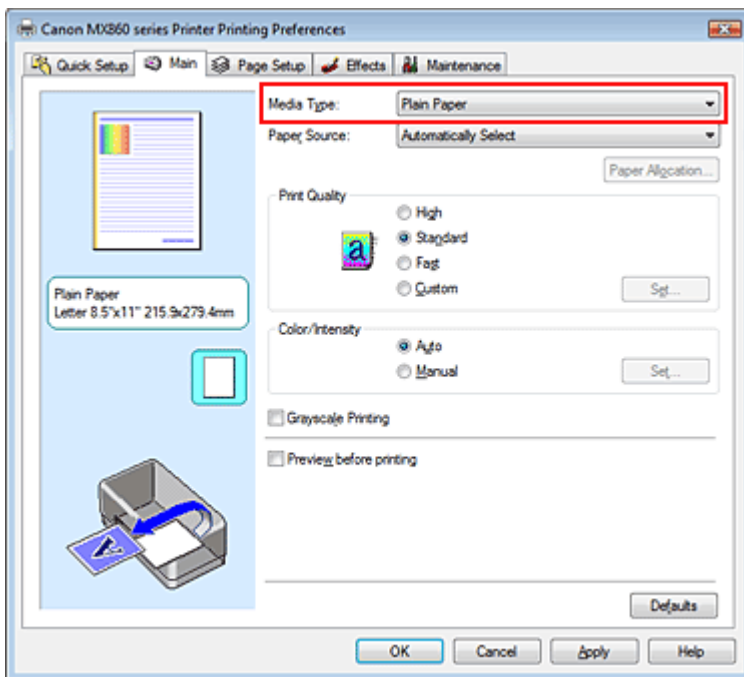 Canon MX860 series Printer Printing Preferences
Quick Setup Main Page Setup Effects Maintenance
Media Type: Plain Paper
Paper Source: Automatically Select
Paper Allocation...
Print Quality
High
a Standard
Fast
Custom Set...
Plain Paper
Letter 8.5"x11" 215.9x279.4mm
Color/Intensity
Auto
Manual Set...
Grayscale Printing
Preview before printing
A
Defaults
OK Cancel Apply Help